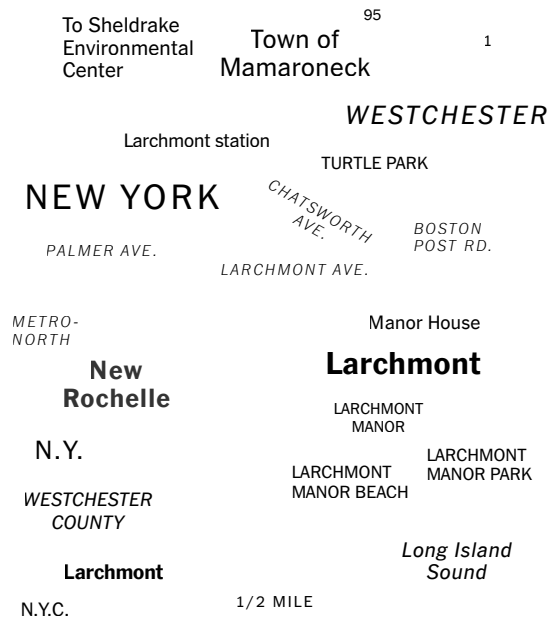 To Sheldrake
Environmental
Center
Town of
Mamaroneck
95
1
WESTCHESTER
Larchmont station
TURTLE PARK
NEW YORK
CHATSWORTH
AVE.
BOSTON
POST RD.
PALMER AVE.
LARCHMONT AVE.
METRO-
NORTH
Manor House
New
Rochelle
Larchmont
LARCHMONT
MANOR
N.Y.
LARCHMONT
MANOR PARK
LARCHMONT
MANOR BEACH
WESTCHESTER
COUNTY
Long Island
Sound
Larchmont
N.Y.C.
1/2 MILE